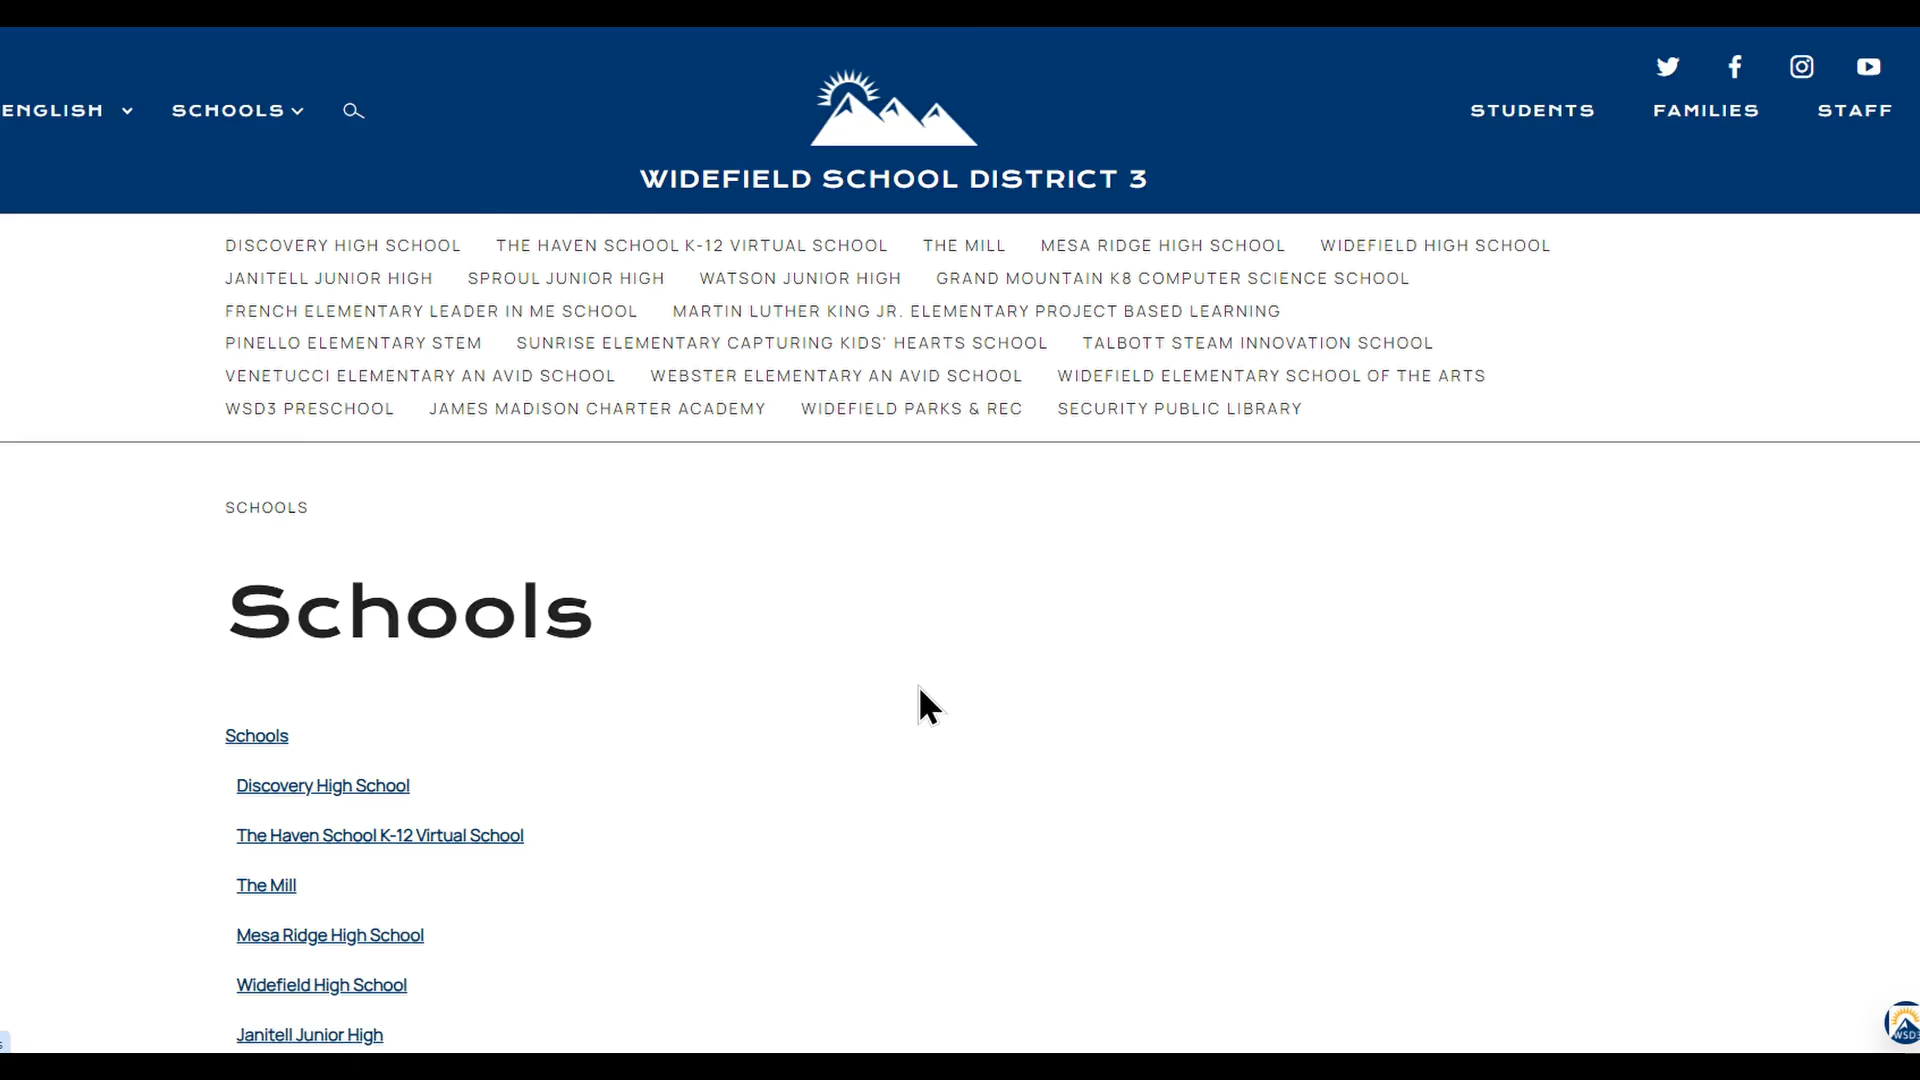 ENGLISH SCHOOLS
STUDENTS FAMILIES STAFF
WIDEFIELD SCHOOL DISTRICT 3
DISCOVERY HIGH SCHOOL THE HAVEN SCHOOL K-12 VIRTUAL SCHOOL THE MILL MESA RIDGE HIGH SCHOOL WIDEFIELD HIGH SCHOOL
JANITELL JUNIOR HIGH SPROUL JUNIOR HIGH WATSON JUNIOR HIGH GRAND MOUNTAIN K8 COMPUTER SCIENCE SCHOOL
FRENCH ELEMENTARY LEADER IN ME SCHOOL MARTIN LUTHER KING JR. ELEMENTARY PROJECT BASED LEARNING
PINELLO ELEMENTARY STEM SUNRISE ELEMENTARY CAPTURING KIDS' HEARTS SCHOOL TALBOTT STEAM INNOVATION SCHOOL
VENETUCCI ELEMENTARY AN AVID SCHOOL WEBSTER ELEMENTARY AN AVID SCHOOL WIDEFIELD ELEMENTARY SCHOOL OF THE ARTS
WSD3 PRESCHOOL JAMES MADISON CHARTER ACADEMY WIDEFIELD PARKS & REC SECURITY PUBLIC LIBRARY
SCHOOLS
Schools
Schools
Discovery High School
The Haven School K-12 Virtual School
The Mill
Mesa Ridge High School
Widefield High School
Janitell Junior High